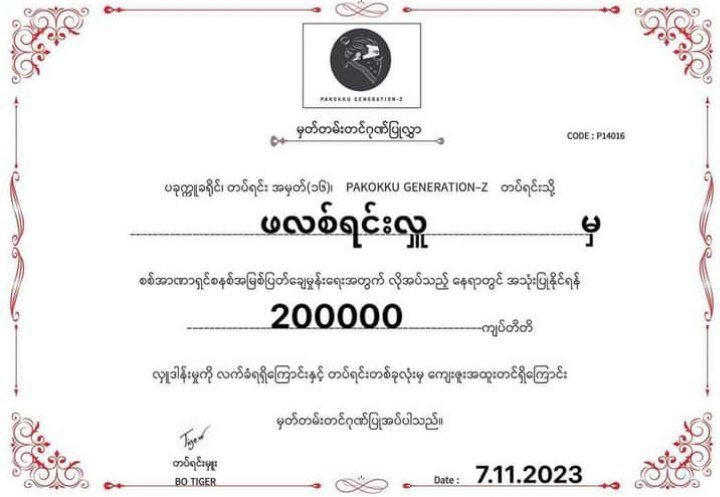 PAKOKKU GENERATION-Z
မှတ်တမ်းတင်ဂုဏ်ပြုလွှာ
CODE : P14016
ပခုက္ကူခရိုင်၊ တပ်ရင်း အမှတ်(၁၆)၊ PAKOKKU GENERATION-Z တပ်ရင်းသို့
ဖလစ်ရင်းလှူ မှ
စစ်အာဏာရှင်စနစ်အမြစ်ပြတ်ချေမှုန်းရေးအတွက် လိုအပ်သည့် နေရာတွင် အသုံးပြုနိုင်ရန်
200000 ကျပ်တိတိ
လှူဒါန်းမှုကို လက်ခံရရှိကြောင်းနှင့် တပ်ရင်းတစ်ခုလုံးမှ ကျေးဇူးအထူးတင်ရှိကြောင်း
မှတ်တမ်းတင်ဂုဏ်ပြုအပ်ပါသည်။
Tiger
တပ်ရင်းမှူး
BO TIGER
Date : 7.11.2023